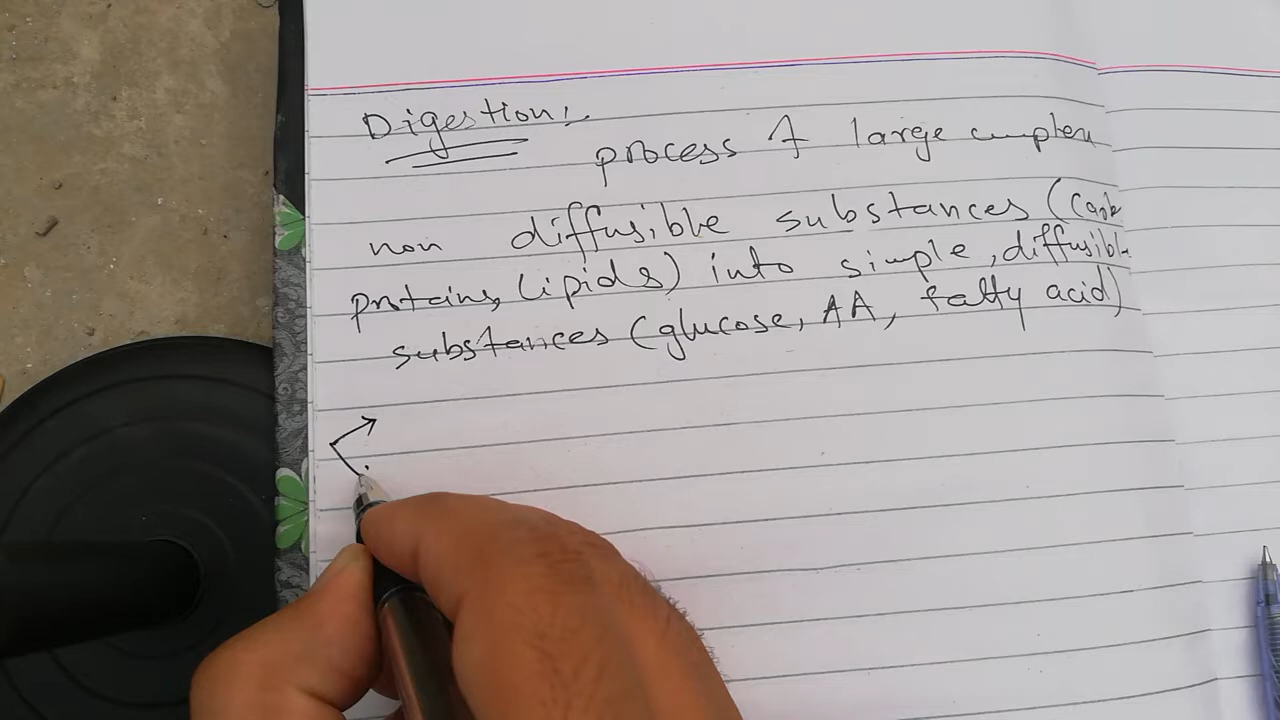 Digestion:-
process of large complex
non diffusible substances (Carb
proteins, lipids) into simple, diffusible
substances (glucose, AA, fatty acid)